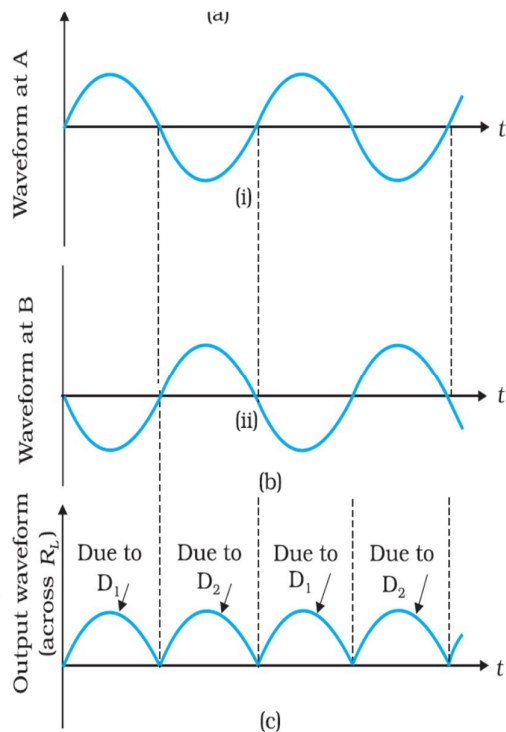 (a)
Waveform at A
t
(i)
Waveform at B
t
(ii)
(b)
Output waveform
(across R_L)
Due to
D₁
Due to
D₂
Due to
D₁
Due to
D₂
t
(c)